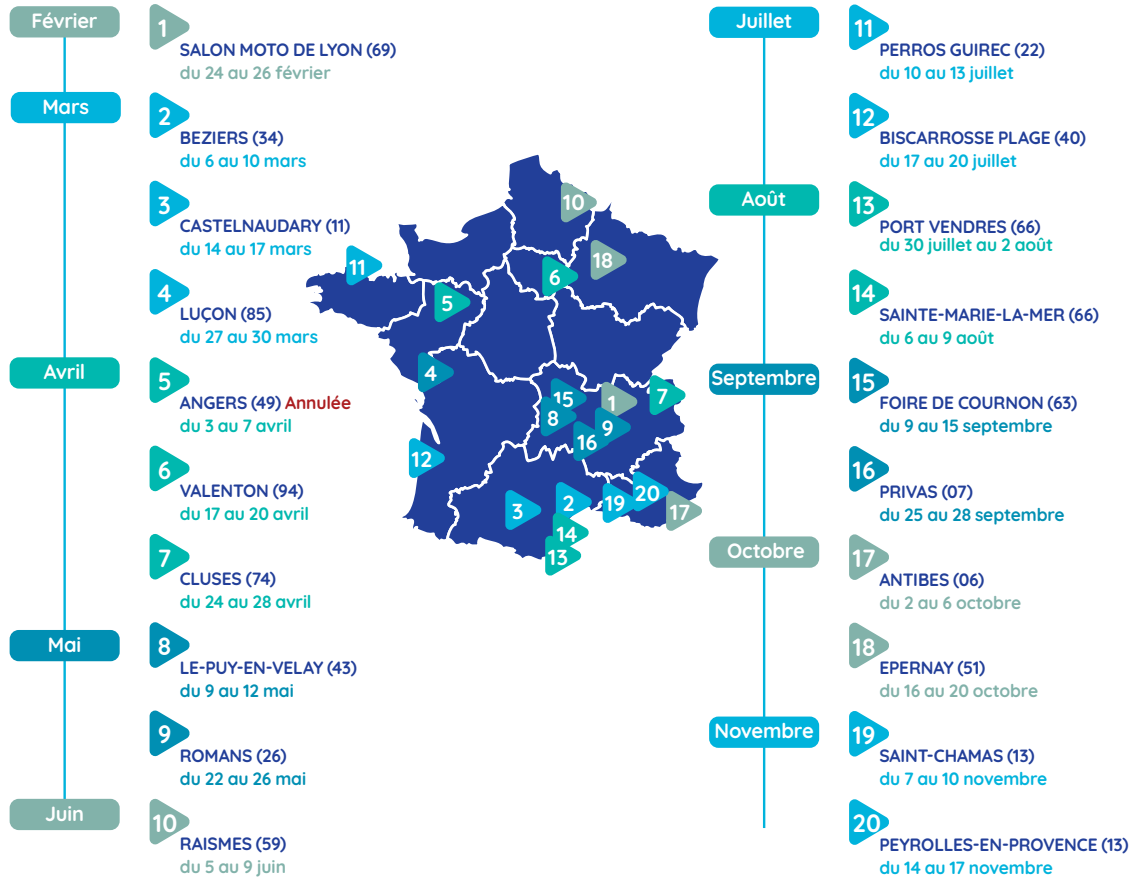 Février
1
SALON MOTO DE LYON (69)
du 24 au 26 février
Mars
2
BEZIERS (34)
du 6 au 10 mars
3
CASTELNAUDARY (11)
du 14 au 17 mars
4
LUÇON (85)
du 27 au 30 mars
Avril
5
ANGERS (49) Annulée
du 3 au 7 avril
6
VALENTON (94)
du 17 au 20 avril
7
CLUSES (74)
du 24 au 28 avril
Mai
8
LE-PUY-EN-VELAY (43)
du 9 au 12 mai
9
ROMANS (26)
du 22 au 26 mai
Juin
10
RAISMES (59)
du 5 au 9 juin
10
18
11
6
5
4
15
1
7
8
9
16
12
3
2
19
20
17
14
13
Juillet
11
PERROS GUIREC (22)
du 10 au 13 juillet
12
BISCARROSSE PLAGE (40)
du 17 au 20 juillet
Août
13
PORT VENDRES (66)
du 30 juillet au 2 août
14
SAINTE-MARIE-LA-MER (66)
du 6 au 9 août
Septembre
15
FOIRE DE COURNON (63)
du 9 au 15 septembre
16
PRIVAS (07)
du 25 au 28 septembre
Octobre
17
ANTIBES (06)
du 2 au 6 octobre
18
EPERNAY (51)
du 16 au 20 octobre
Novembre
19
SAINT-CHAMAS (13)
du 7 au 10 novembre
20
PEYROLLES-EN-PROVENCE (13)
du 14 au 17 novembre